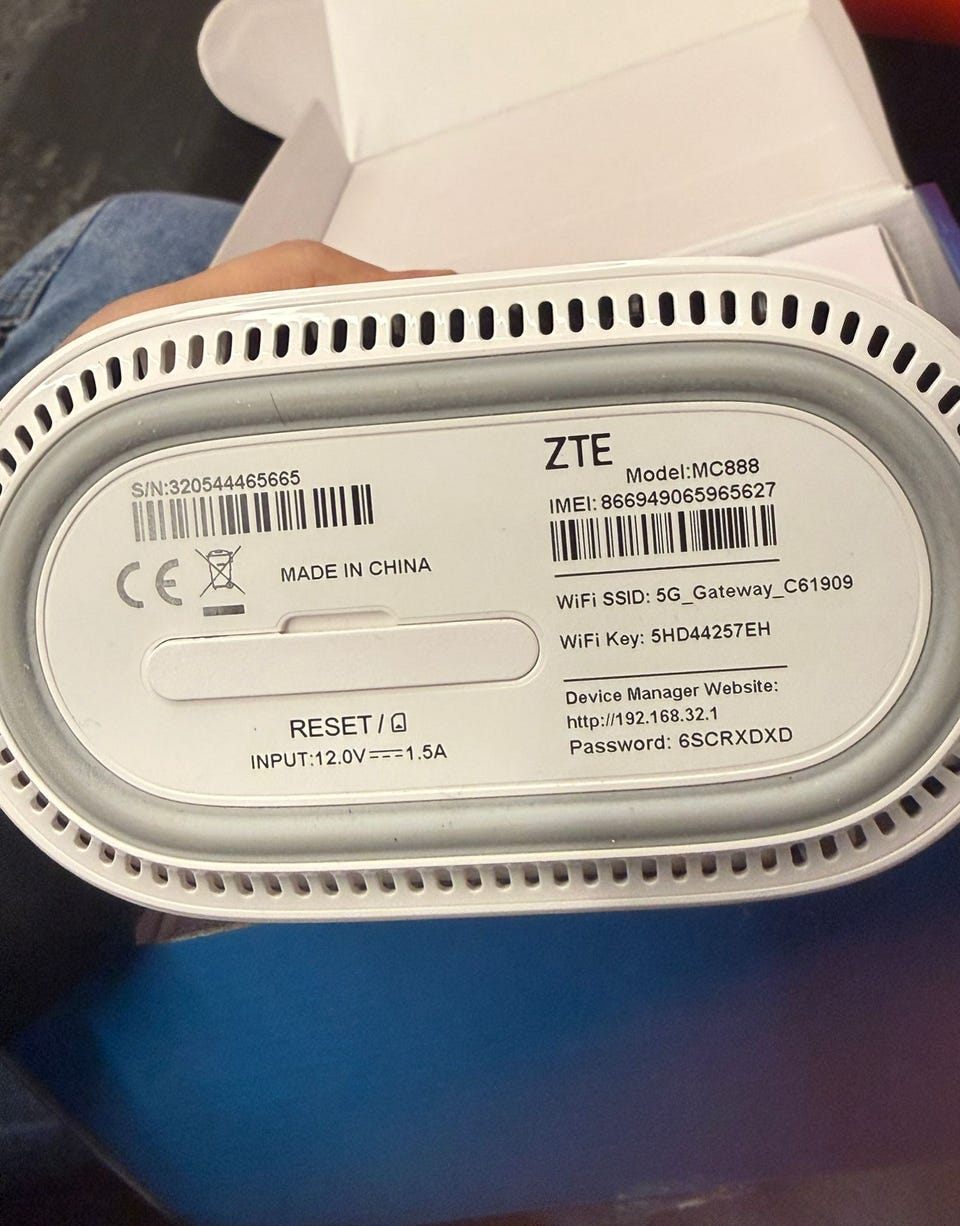 S/N:320544465665
MADE IN CHINA
RESET /
INPUT:12.0V⎓1.5A
ZTE
Model:MC888
IMEI: 866949065965627
WiFi SSID: 5G_Gateway_C61909
WiFi Key: 5HD44257EH
Device Manager Website:
http://192.168.32.1
Password: 6SCRXDXD